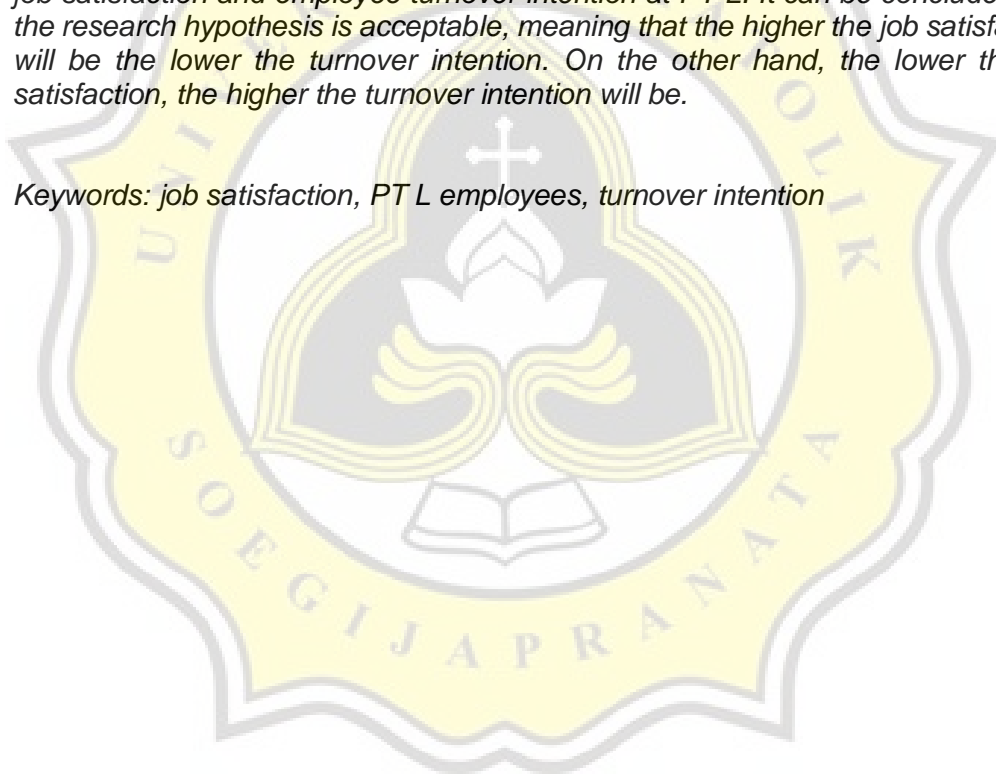 job satisfaction and employee turnover intention at PT L. It can be
the research hypothesis is acceptable, meaning that the higher the job
will be the lower the turnover intention. On the other hand, the lower
satisfaction, the higher the turnover intention will be.
Keywords: job satisfaction, PT L employees, turnover intention
SOEGIJAPRANATA